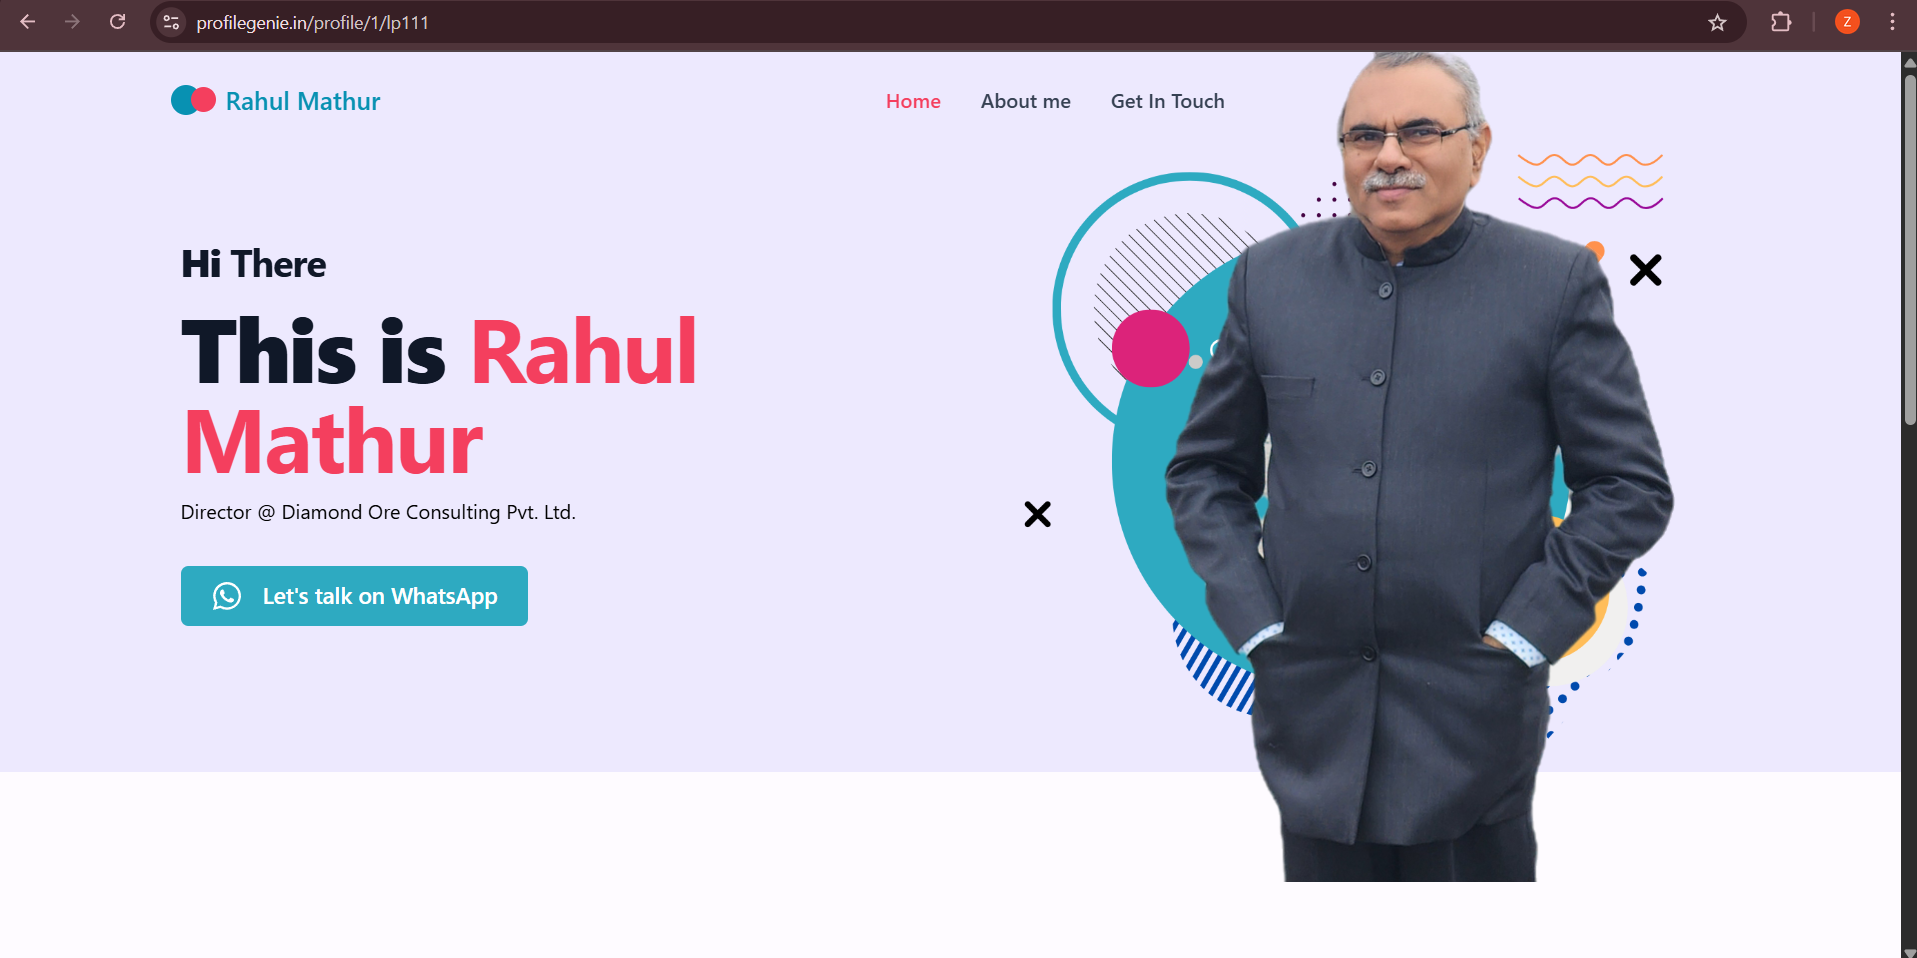 profilegenie.in/profile/1/lp111
Z
Rahul Mathur
Home About me Get In Touch
Hi There
This is Rahul
Mathur
Director @ Diamond Ore Consulting Pvt. Ltd.
Let's talk on WhatsApp